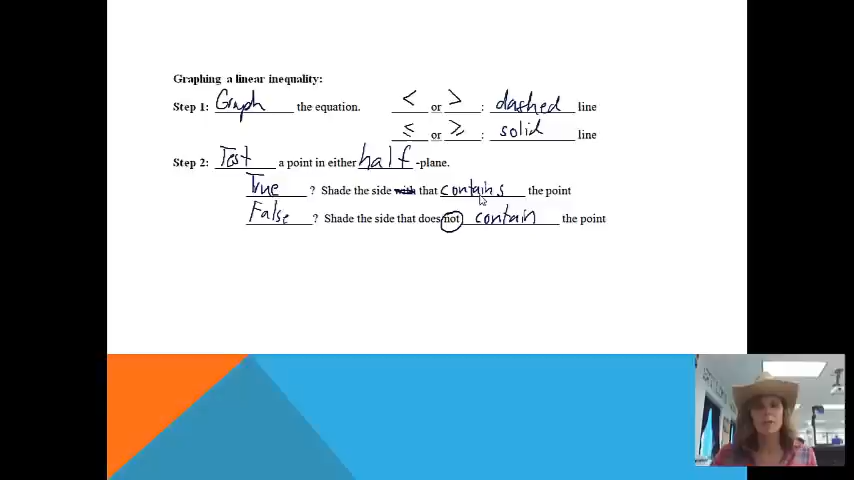 Graphing a linear inequality:
Step 1: Graph the equation. < or > : dashed line
≤ or ≥ : solid line
Step 2: Test a point in either half -plane.
True ? Shade the side with that contains the point
False ? Shade the side that does not contain the point